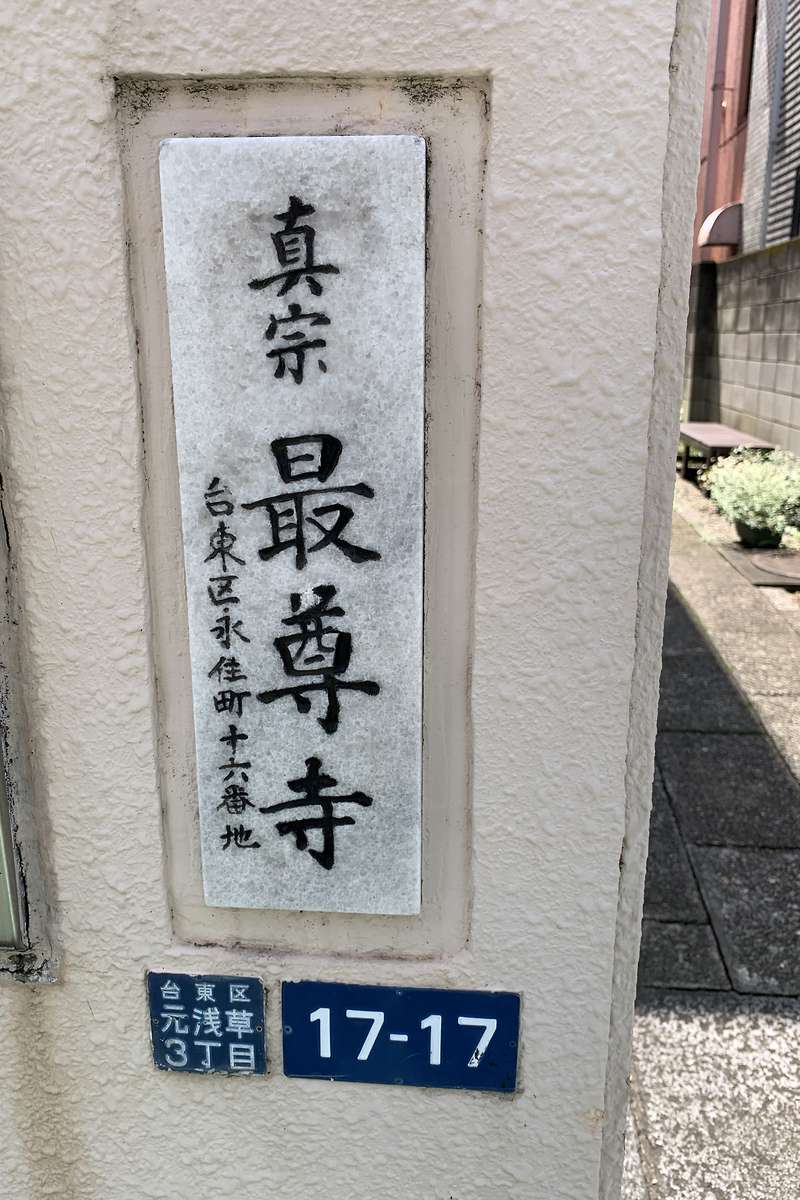 真宗 最尊寺
台東区永住町十六番地
台東区
元浅草
3丁目
17-17